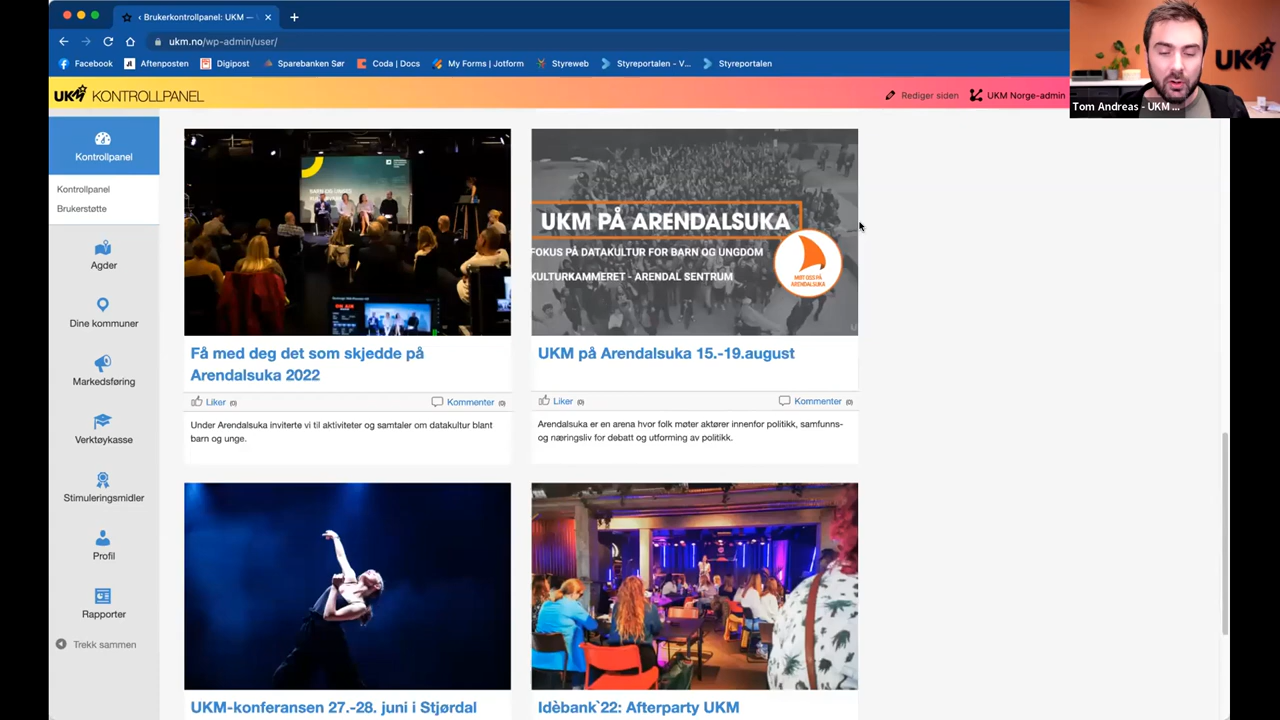 ‹ Brukerkontrollpanel: UKM —
ukm.no/wp-admin/user/
Facebook
Aftenposten
Digipost
Sparebanken Sør
Coda | Docs
My Forms | Jotform
Styreweb
Styreportalen - V...
Styreportalen
UKM KONTROLLPANEL
Rediger siden
UKM Norge-admin
UKM
Tom Andreas - UKM ...
Kontrollpanel
Kontrollpanel
Brukerstøtte
Agder
Dine kommuner
Markedsføring
Verktøykasse
Stimuleringsmidler
Profil
Rapporter
Trekk sammen
UKM PÅ ARENDALSUKA
FOKUS PÅ DATAKULTUR FOR BARN OG UNGDOM
KULTURKAMMERET - ARENDAL SENTRUM
MØT OSS PÅ
ARENDALSUKA
Få med deg det som skjedde på
Arendalsuka 2022
Liker (0)
Kommenter (0)
Under Arendalsuka inviterte vi til aktiviteter og samtaler om datakultur blant
barn og unge.
UKM på Arendalsuka 15.-19.august
Liker (0)
Kommenter (0)
Arendalsuka er en arena hvor folk møter aktører innenfor politikk, samfunns-
og næringsliv for debatt og utforming av politikk.
UKM-konferansen 27.-28. juni i Stjørdal
Idèbank`22: Afterparty UKM